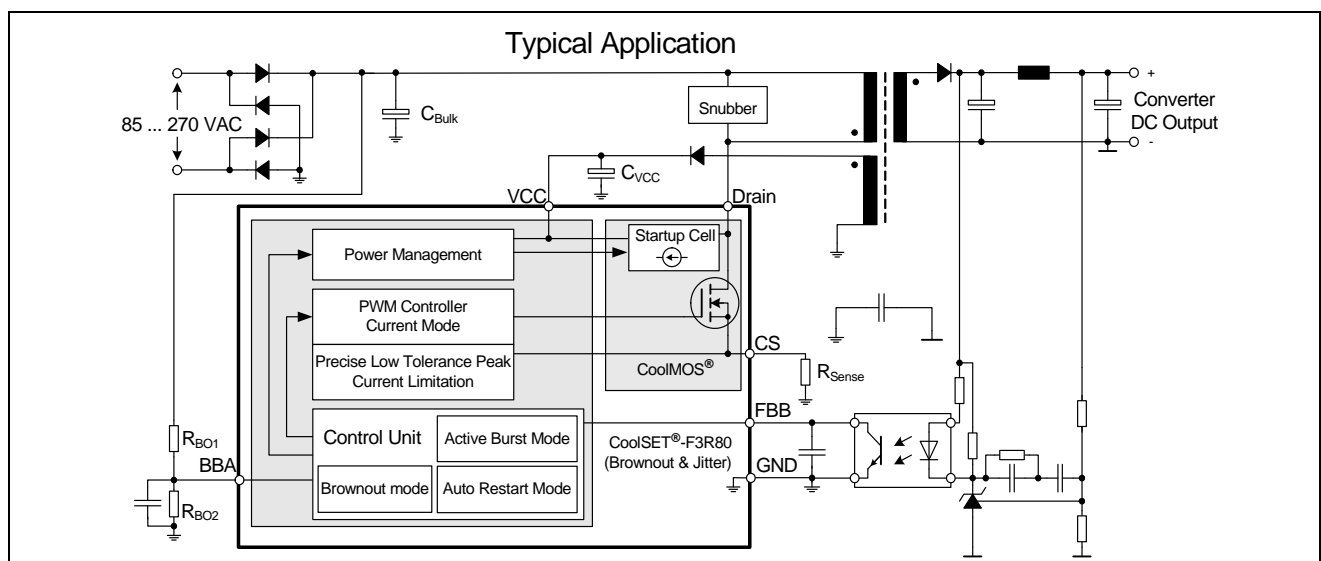 Typical Application
85 ... 270 VAC
CBulk
Snubber
+
Converter
DC Output
-
CVCC
VCC
Drain
Power Management
Startup Cell
PWM Controller
Current Mode
Precise Low Tolerance Peak
Current Limitation
CoolMOS®
CS
RSense
FBB
RBO1
BBA
RBO2
Control Unit
Active Burst Mode
Brownout mode
Auto Restart Mode
CoolSET®-F3R80
(Brownout & Jitter)
GND